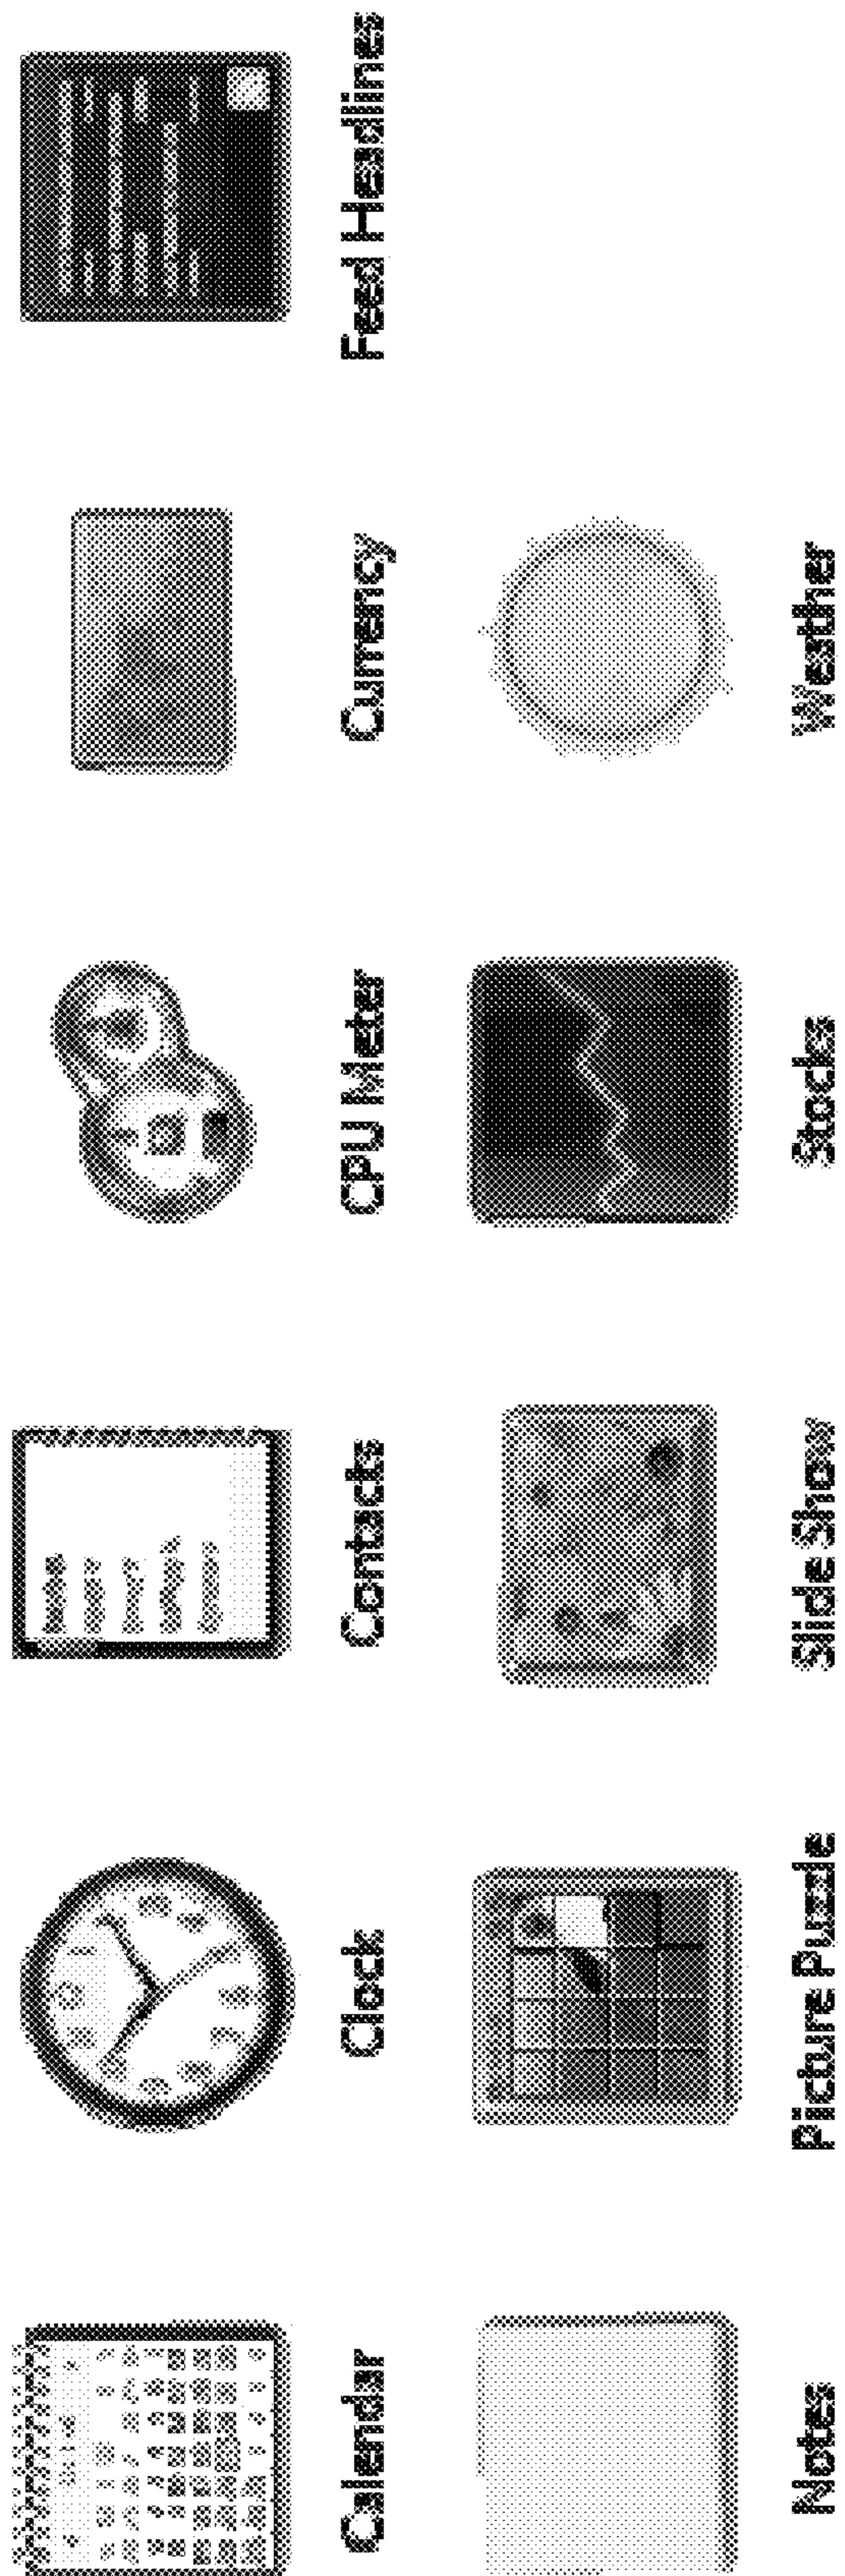 Calendar
Clock
Contacts
CPU Meter
Currency
Feed Headlines
Notes
Picture Puzzle
Slide Show
Stocks
Weather